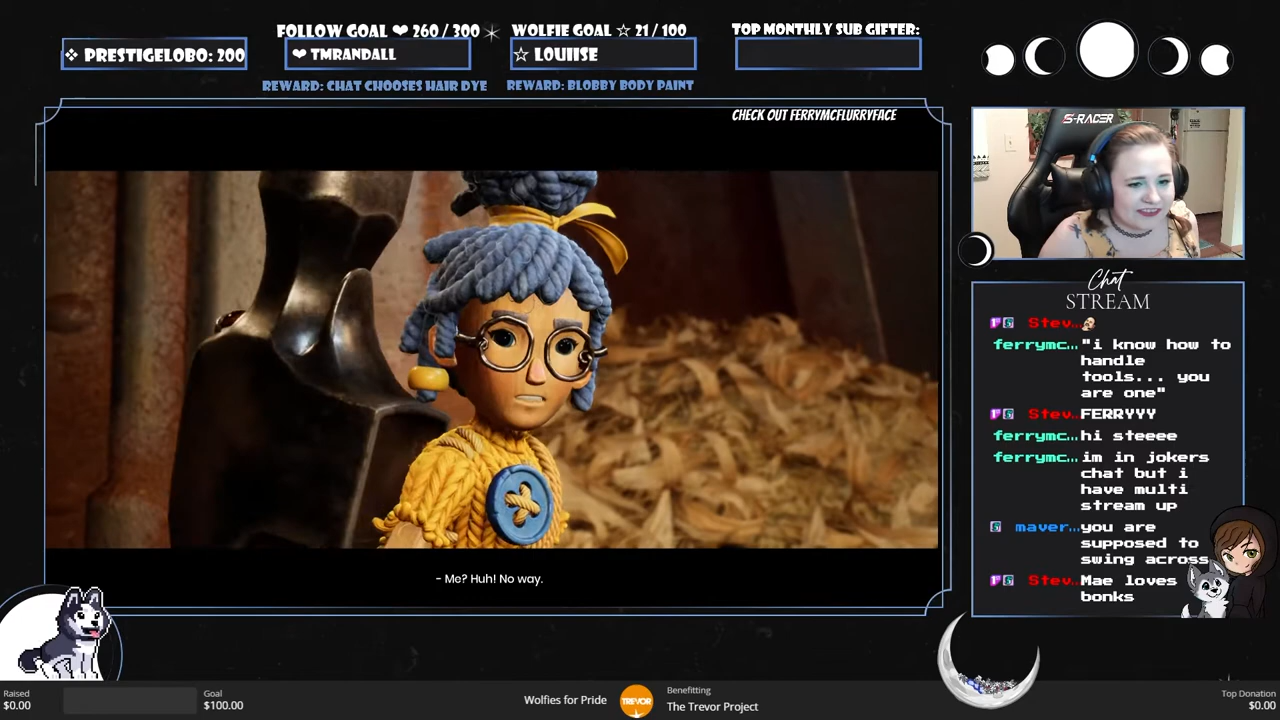 FOLLOW GOAL ❤ 260 / 300
WOLFIE GOAL ☆ 21 / 100
TOP MONTHLY SUB GIFTER:
❖ PRESTIGELOBO: 200
❤ TMRANDALL
☆ LOUIISE
REWARD: CHAT CHOOSES HAIR DYE
REWARD: BLOBBY BODY PAINT
CHECK OUT FERRYMCFLURRYFACE
S-RACER
- Me? Huh! No way.
Chat
STREAM
Stev...
ferrymc... "i know how to
handle
tools... you
are one"
Stev... FERRYYY
ferrymc... hi steeee
ferrymc... im in jokers
chat but i
have multi
stream up
maver... you are
supposed to
swing across
Stev... Mae loves
bonks
Raised
$0.00
Goal
$100.00
Wolfies for Pride
TREVOR
Benefitting
The Trevor Project
Top Donation
$0.00